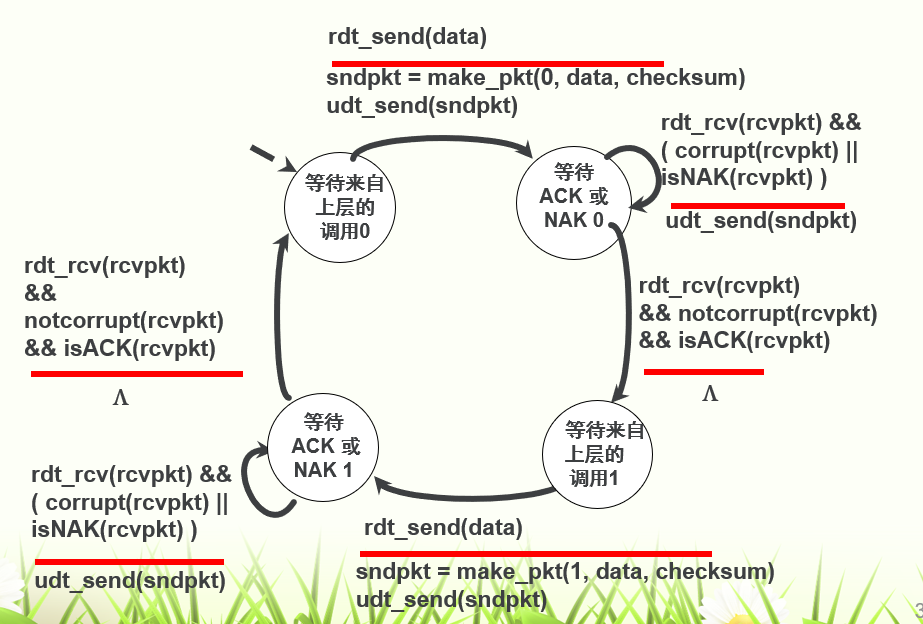 rdt_send(data)
sndpkt = make_pkt(0, data, checksum)
udt_send(sndpkt)
等待来自
上层的
调用0
等待
ACK 或
NAK 0
rdt_rcv(rcvpkt) &&
( corrupt(rcvpkt) ||
isNAK(rcvpkt) )
udt_send(sndpkt)
rdt_rcv(rcvpkt)
&&
notcorrupt(rcvpkt)
&& isACK(rcvpkt)
Λ
rdt_rcv(rcvpkt)
&& notcorrupt(rcvpkt)
&& isACK(rcvpkt)
Λ
等待
ACK 或
NAK 1
等待来自
上层的
调用1
rdt_rcv(rcvpkt) &&
( corrupt(rcvpkt) ||
isNAK(rcvpkt) )
udt_send(sndpkt)
rdt_send(data)
sndpkt = make_pkt(1, data, checksum)
udt_send(sndpkt)